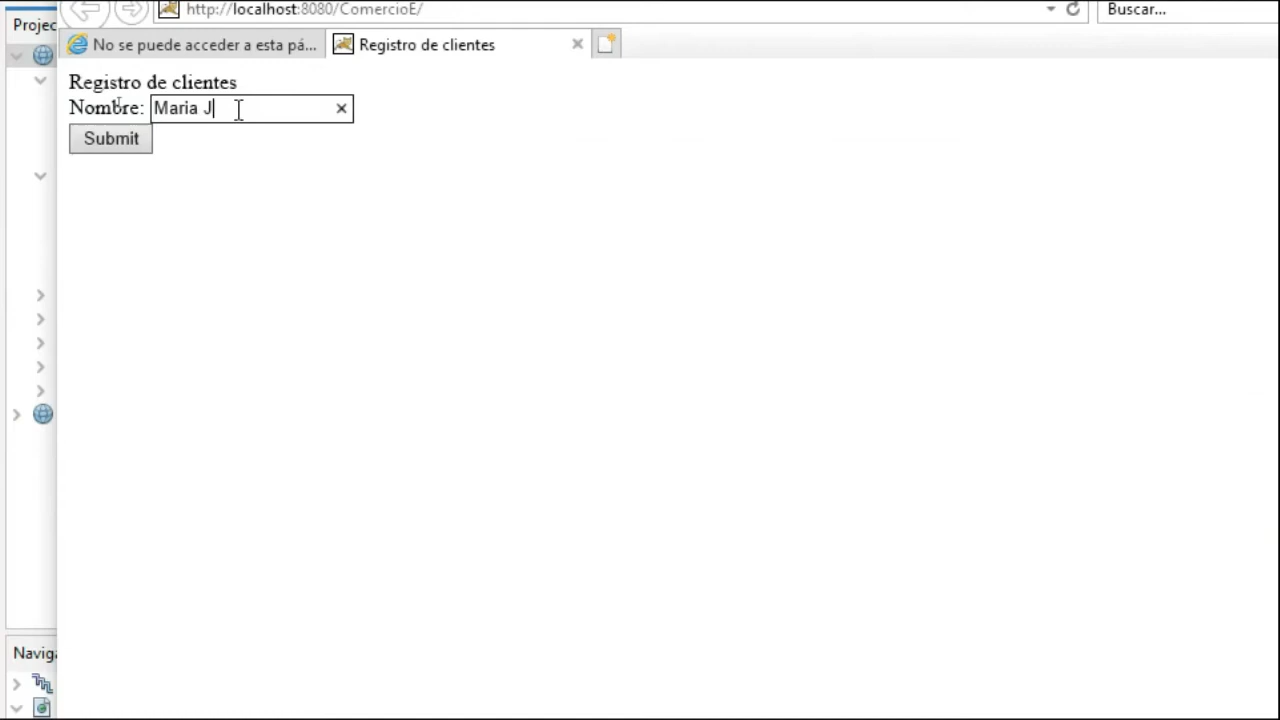 Projec
http://localhost:8080/ComercioE/
Buscar...
No se puede acceder a esta pá...
Registro de clientes
Registro de clientes
Nombre: Maria J
Submit
Naviga